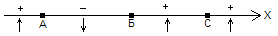 + − + +
А Б С X